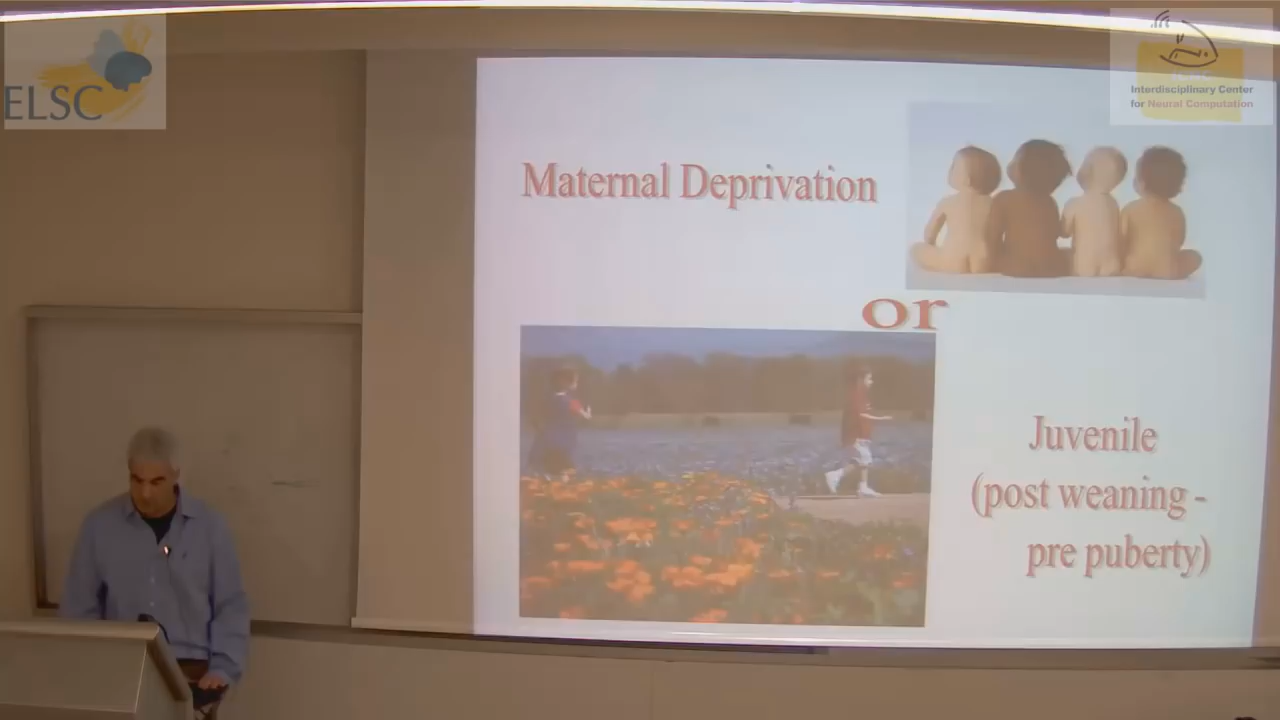 ELSC
Interdisciplinary Center
for Neural Computation
Maternal Deprivation
or
Juvenile
(post weaning -
pre puberty)